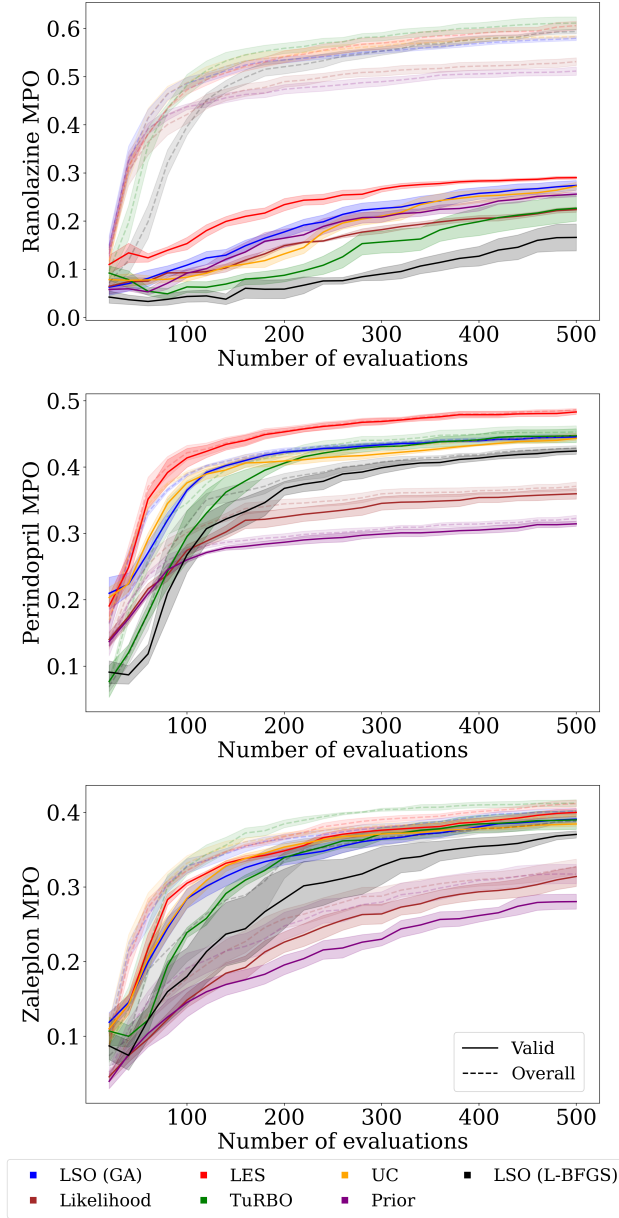 Ranolazine MPO
0.6
0.5
0.4
0.3
0.2
0.1
0.0
100 200 300 400 500
Number of evaluations
Perindopril MPO
0.5
0.4
0.3
0.2
0.1
100 200 300 400 500
Number of evaluations
Zaleplon MPO
0.4
0.3
0.2
0.1
Valid
Overall
100 200 300 400 500
Number of evaluations
LSO (GA) LES UC LSO (L-BFGS)
Likelihood TuRBO Prior